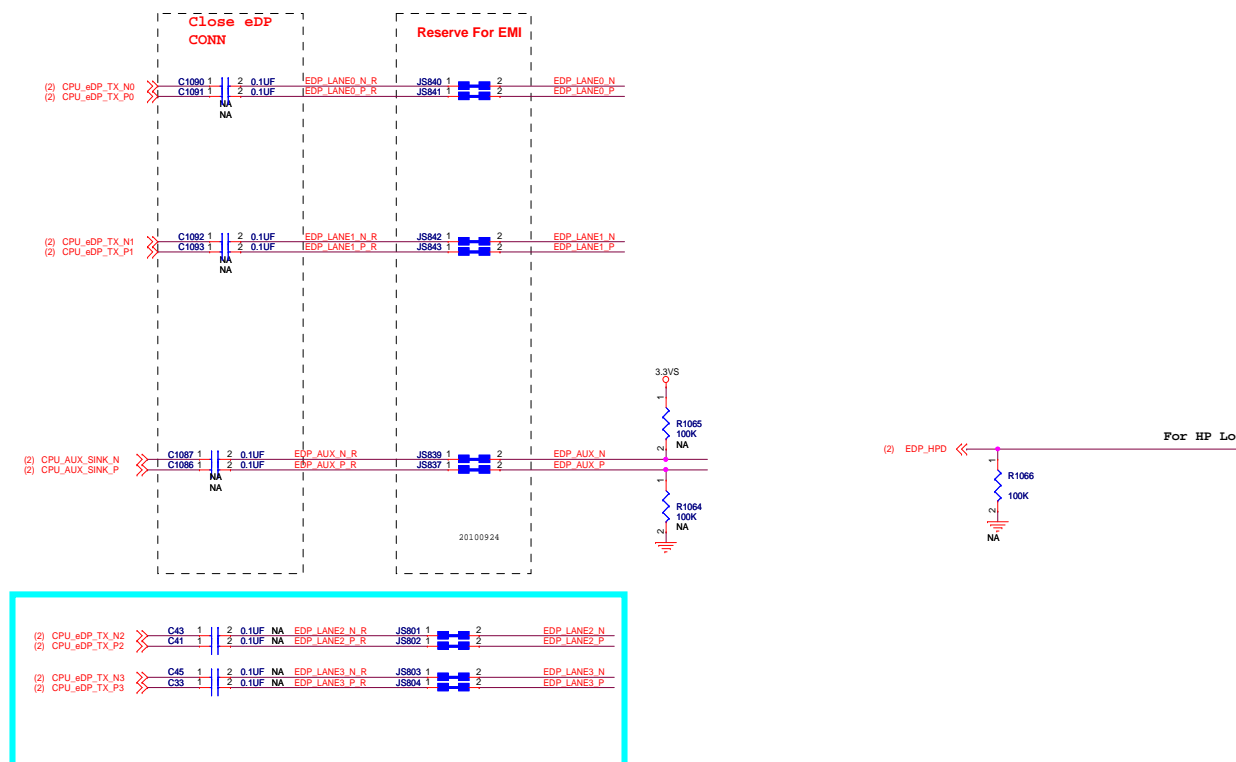 Close eDP
CONN
Reserve For EMI
(2) CPU_eDP_TX_N0 C1090 1 2 0.1UF EDP_LANE0_N_R JS840 1 2 EDP_LANE0_N
(2) CPU_eDP_TX_P0 C1091 1 2 0.1UF EDP_LANE0_P_R JS841 1 2 EDP_LANE0_P
NA
NA
(2) CPU_eDP_TX_N1 C1092 1 2 0.1UF EDP_LANE1_N_R JS842 1 2 EDP_LANE1_N
(2) CPU_eDP_TX_P1 C1093 1 2 0.1UF EDP_LANE1_P_R JS843 1 2 EDP_LANE1_P
NA
NA
3.3VS
1
R1065
100K
NA
2
For HP Lo
(2) EDP_HPD
(2) CPU_AUX_SINK_N C1087 1 2 0.1UF EDP_AUX_N_R JS839 1 2 EDP_AUX_N
(2) CPU_AUX_SINK_P C1086 1 2 0.1UF EDP_AUX_P_R JS837 1 2 EDP_AUX_P
NA
NA
1
R1066
100K
2
NA
1
R1064
100K
NA
2
20100924
(2) CPU_eDP_TX_N2 C43 1 2 0.1UF NA EDP_LANE2_N_R JS801 1 2 EDP_LANE2_N
(2) CPU_eDP_TX_P2 C41 1 2 0.1UF NA EDP_LANE2_P_R JS802 1 2 EDP_LANE2_P
(2) CPU_eDP_TX_N3 C45 1 2 0.1UF NA EDP_LANE3_N_R JS803 1 2 EDP_LANE3_N
(2) CPU_eDP_TX_P3 C33 1 2 0.1UF NA EDP_LANE3_P_R JS804 1 2 EDP_LANE3_P